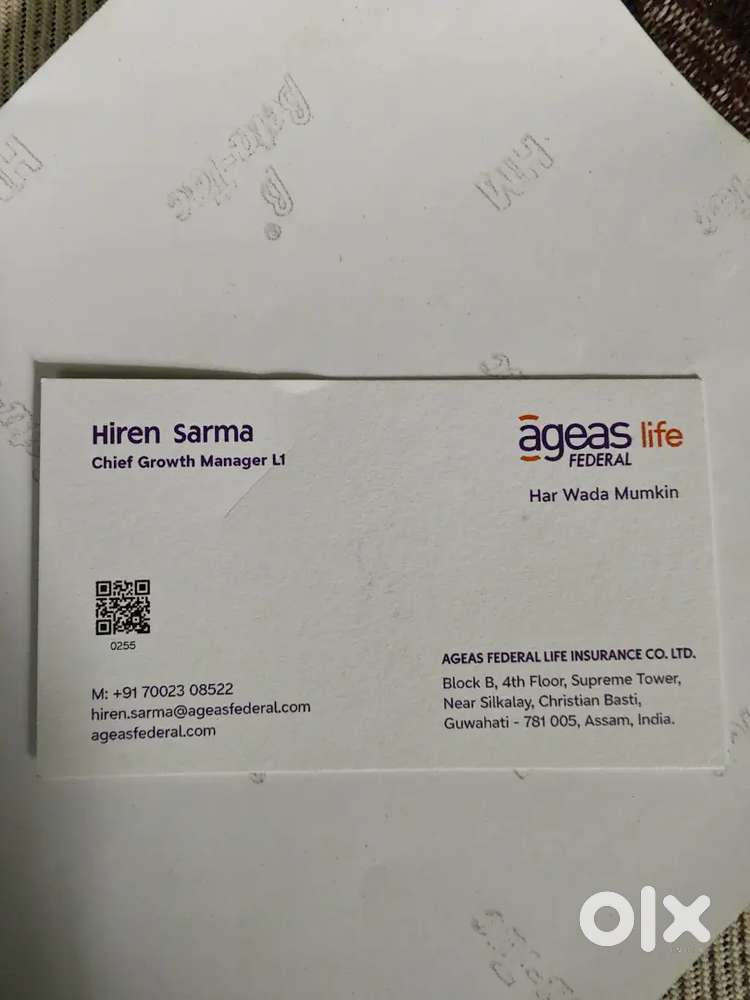 Hiren Sarma
Chief Growth Manager L1
ageas life
FEDERAL
Har Wada Mumkin
0255
M: +91 70023 08522
hiren.sarma@ageasfederal.com
ageasfederal.com
AGEAS FEDERAL LIFE INSURANCE CO. LTD.
Block B, 4th Floor, Supreme Tower,
Near Silkalay, Christian Basti,
Guwahati - 781 005, Assam, India.
olx